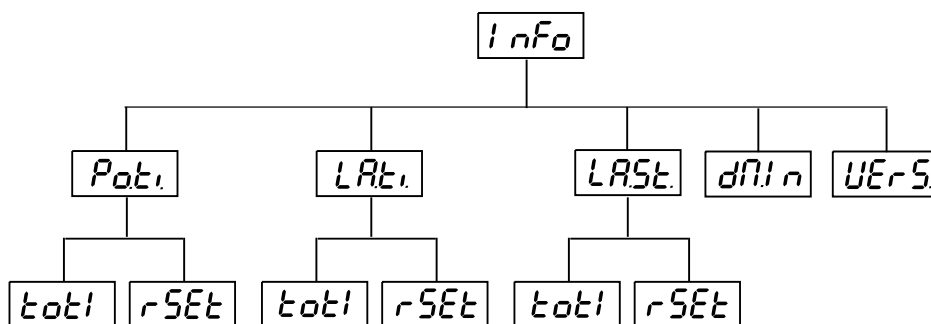 InFo
Po.ti. LA.ti. LA.St. dM.In VErS.
totl rSEt totl rSEt totl rSEt